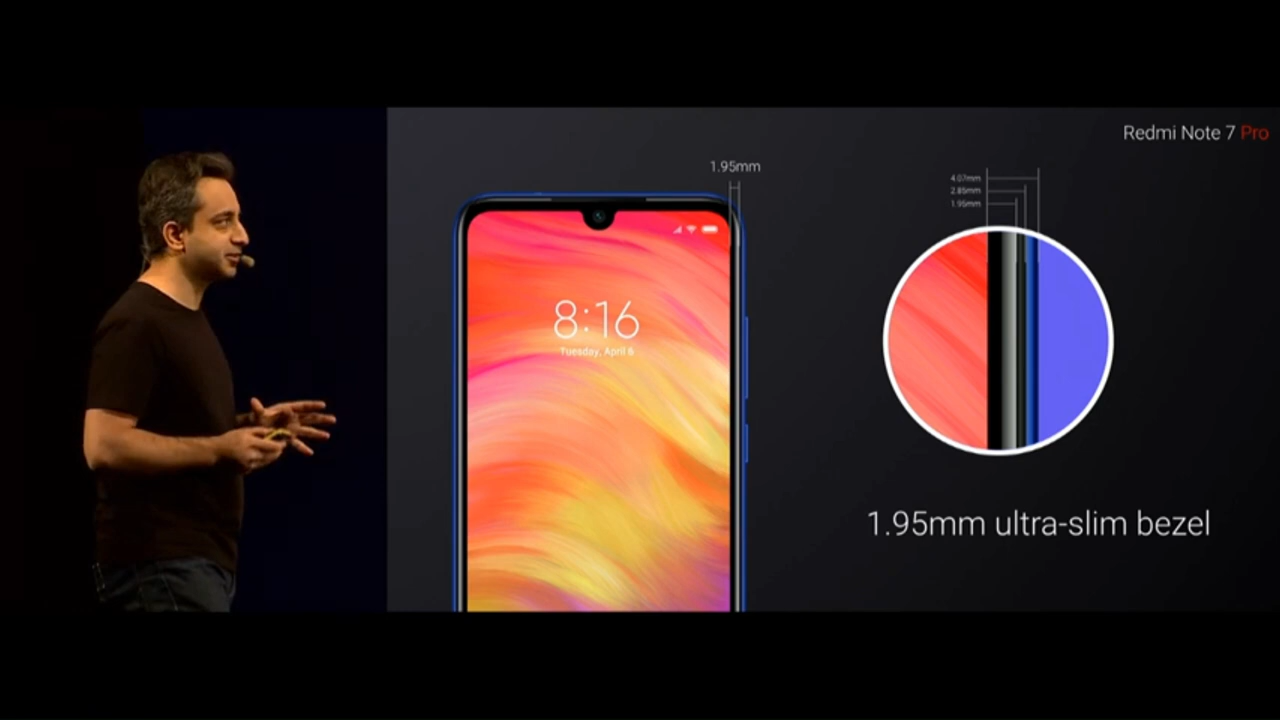 Redmi Note 7 Pro
1.95mm
4.07mm
2.85mm
1.95mm
8:16
Tuesday, April 6
1.95mm ultra-slim bezel